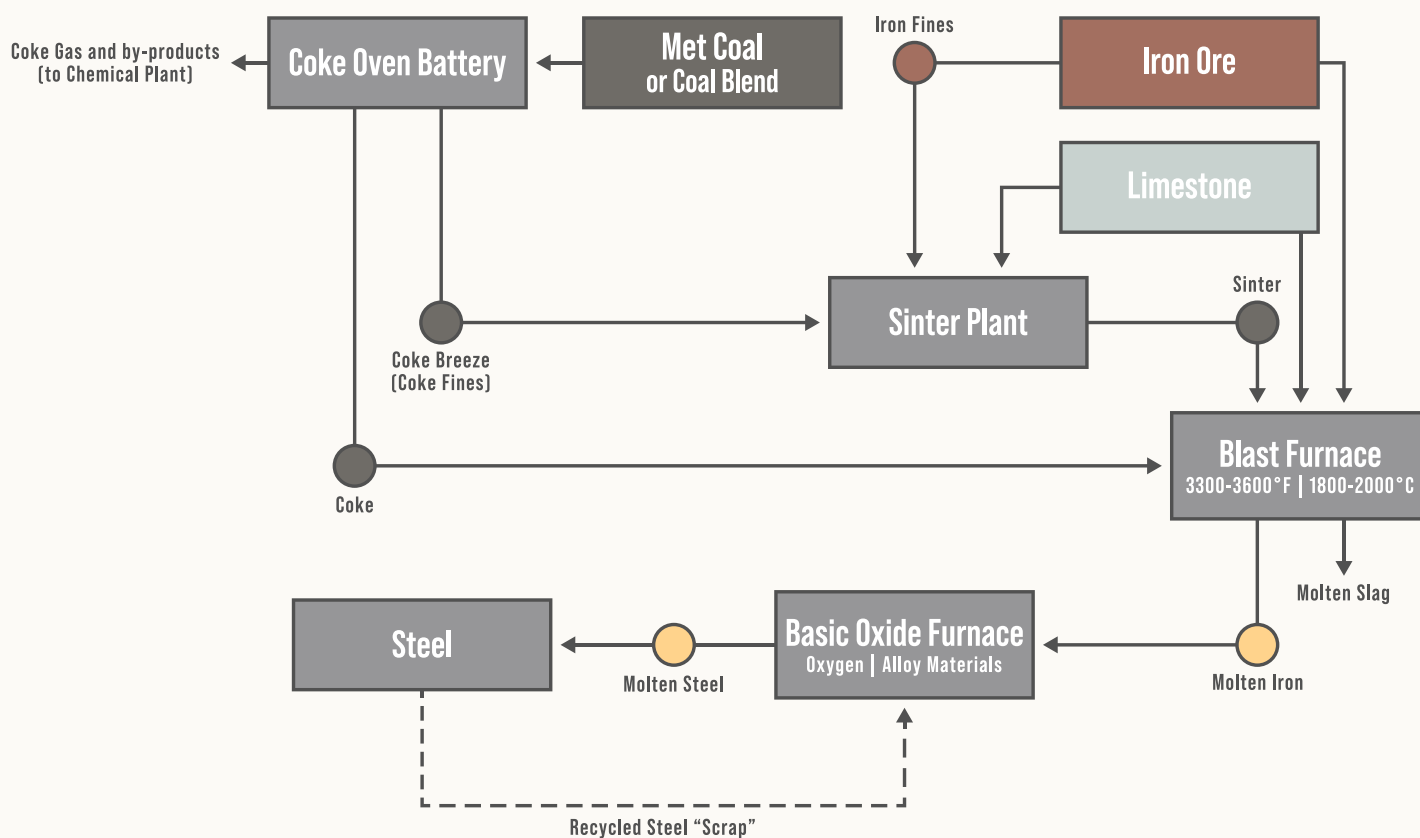 Iron Fines
Coke Gas and by-products
(to Chemical Plant)
Coke Oven Battery
Met Coal
or Coal Blend
Iron Ore
Limestone
Sinter
Sinter Plant
Coke Breeze
(Coke Fines)
Blast Furnace
3300-3600°F | 1800-2000°C
Coke
Molten Slag
Steel
Molten Steel
Basic Oxide Furnace
Oxygen | Alloy Materials
Molten Iron
Recycled Steel “Scrap”